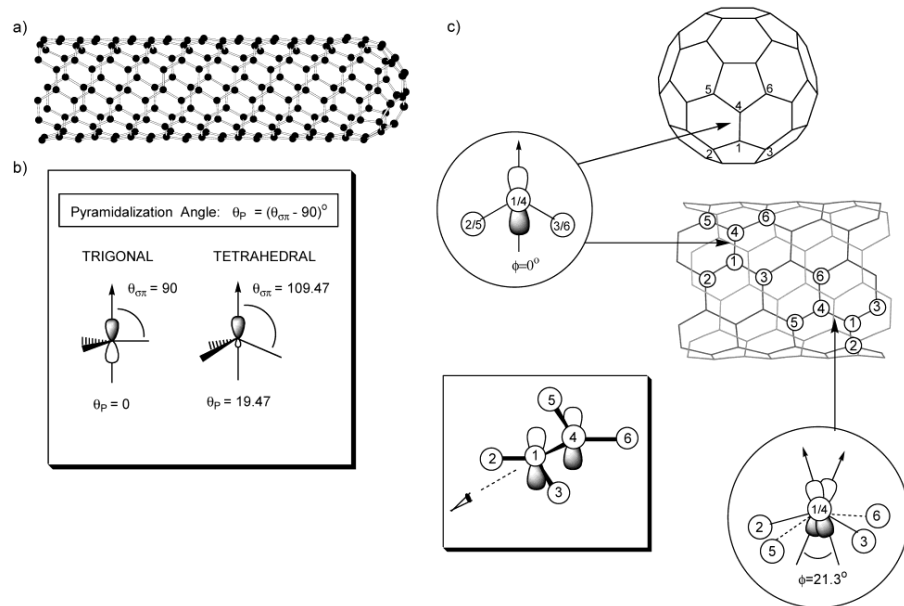 a)
b)
Pyramidalization Angle: θP = (θσπ - 90)°
TRIGONAL TETRAHEDRAL
θσπ = 90 θσπ = 109.47
θP = 0 θP = 19.47
c)
5 6
4
1
2 3
1/4
2/5 3/6
ϕ=0°
5 4 6
1
2 3 6
4 3
5 1
2
5
4 6
2 1
3
1/4
2 6
5 3
ϕ=21.3°